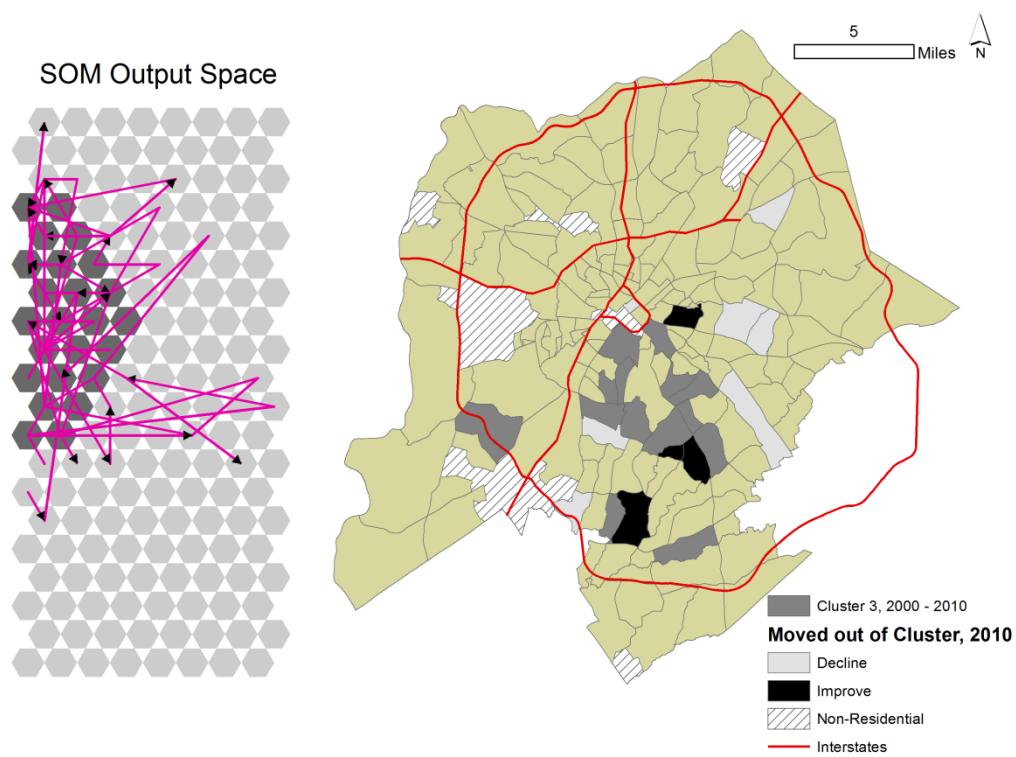 SOM Output Space
5
Miles
N
Cluster 3, 2000 - 2010
Moved out of Cluster, 2010
Decline
Improve
Non-Residential
Interstates